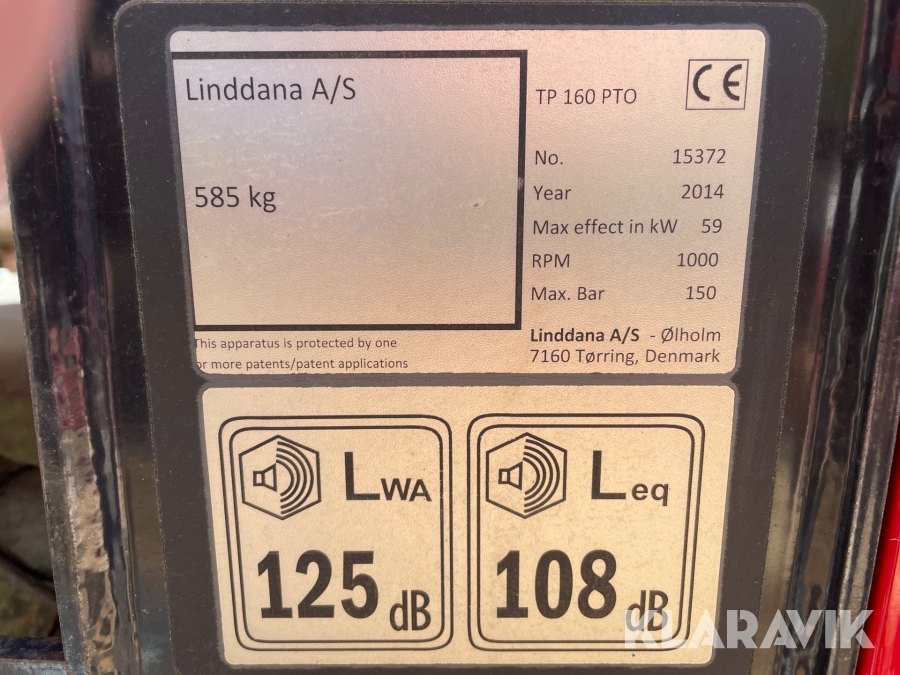 Linddana A/S
585 kg
TP 160 PTO
CE
No. 15372
Year 2014
Max effect in kW 59
RPM 1000
Max. Bar 150
Linddana A/S - Ølholm
7160 Tørring, Denmark
This apparatus is protected by one
or more patents/patent applications
LWA
125 dB
Leq
108 dB
KLARAVIK